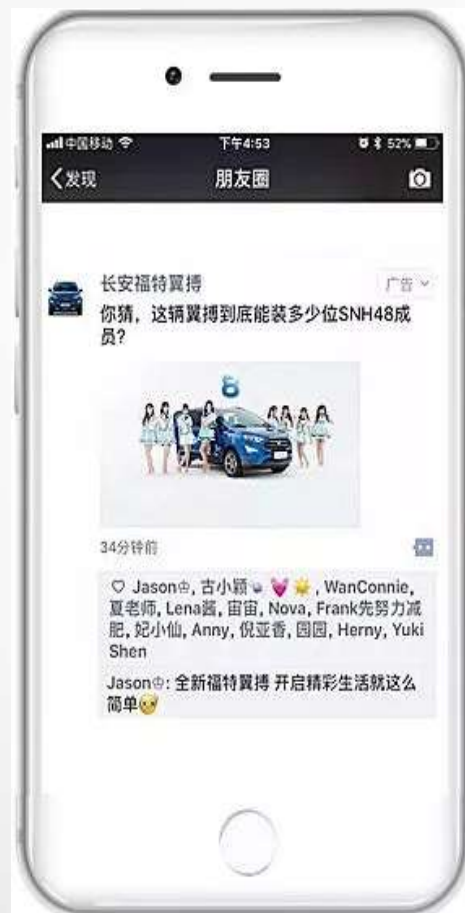 中国移动 下午4:53 52%
发现 朋友圈
长安福特翼搏 广告
你猜，这辆翼搏到底能装多少位SNH48成
员?
8
34分钟前
Jason, 古小颖, WanConnie,
夏老师, Lena酱, 宙宙, Nova, Frank先努力减
肥, 妃小仙, Anny, 倪亚香, 园园, Herny, Yuki
Shen
Jason: 全新福特翼搏 开启精彩生活就这么
简单